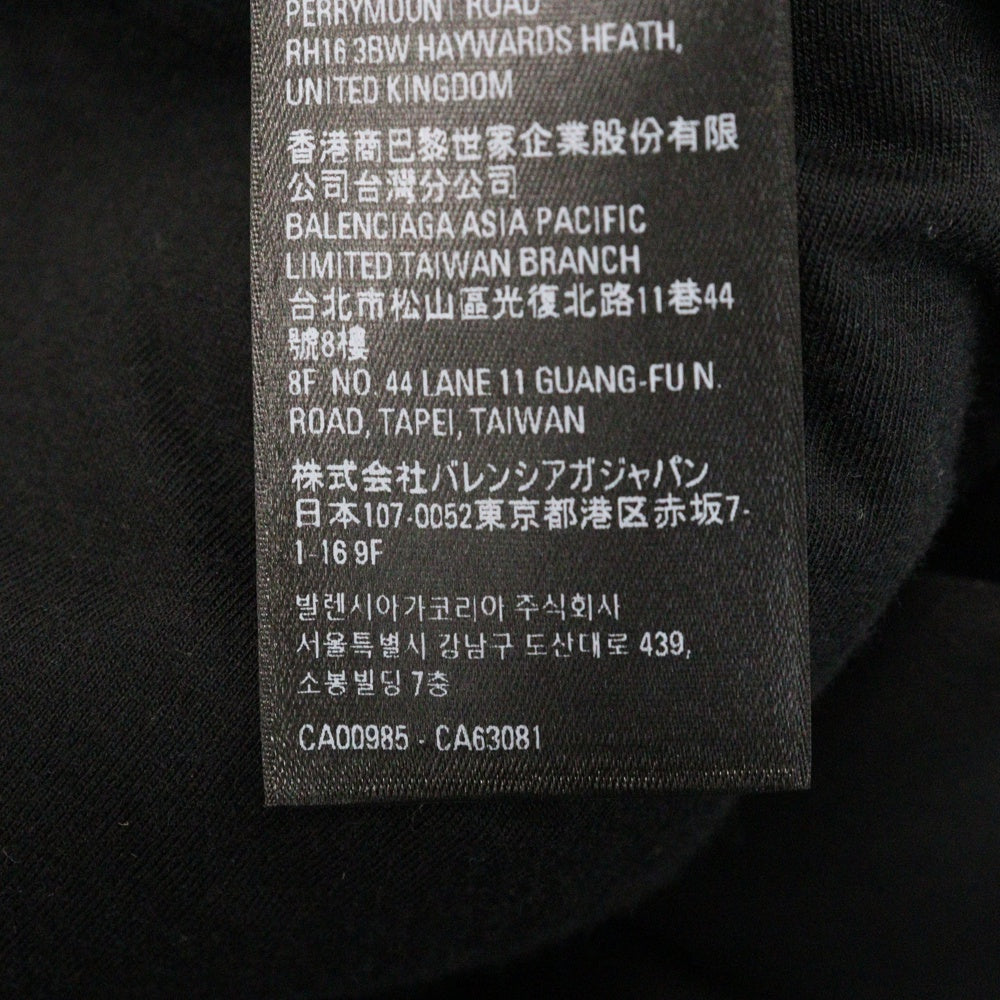 PERRYMOUNT ROAD
RH16 3BW HAYWARDS HEATH,
UNITED KINGDOM
香港商巴黎世家企業股份有限
公司台灣分公司
BALENCIAGA ASIA PACIFIC
LIMITED TAIWAN BRANCH
台北市松山區光復北路11巷44
號8樓
8F NO. 44 LANE 11 GUANG-FU N.
ROAD, TAPEI, TAIWAN
株式会社バレンシアガジャパン
日本107-0052東京都港区赤坂7-
1-16 9F
발렌시아가코리아 주식회사
서울특별시 강남구 도산대로 439,
소봉빌딩 7층
CA00985 - CA63081